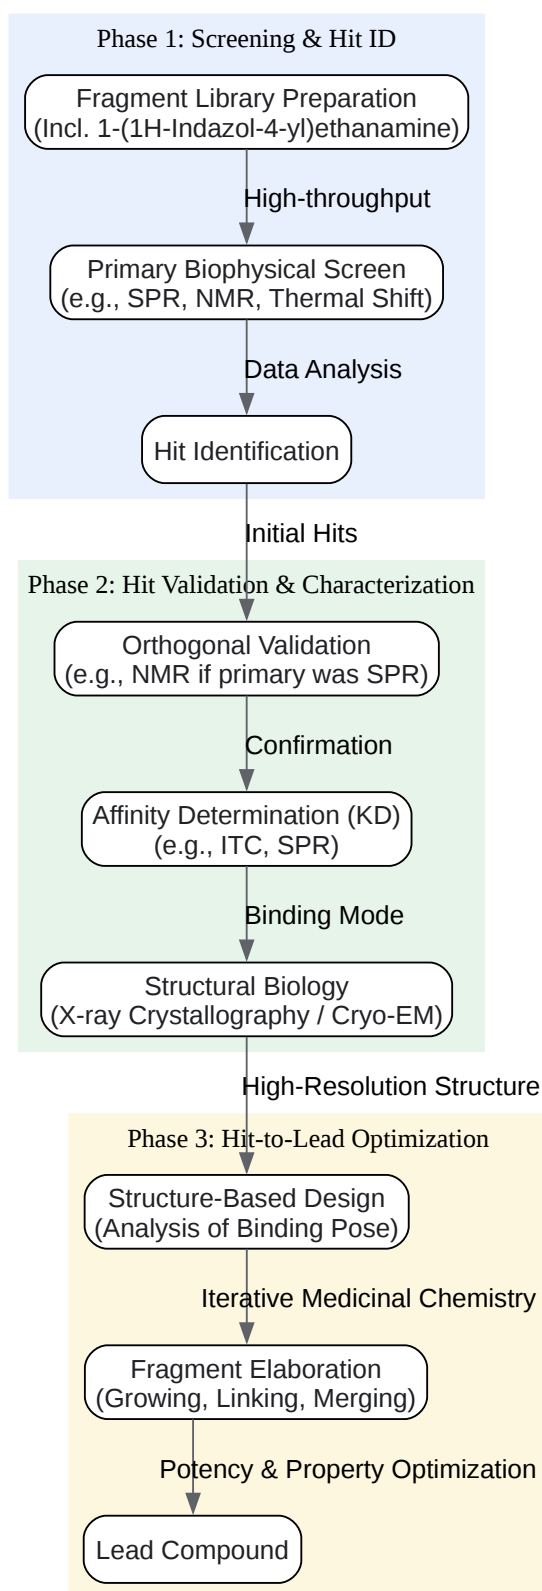 Phase 1: Screening & Hit ID
Fragment Library Preparation
(Incl. 1-(1H-Indazol-4-yl)ethanamine)
High-throughput
Primary Biophysical Screen
(e.g., SPR, NMR, Thermal Shift)
Data Analysis
Hit Identification
Initial Hits
Phase 2: Hit Validation & Characterization
Orthogonal Validation
(e.g., NMR if primary was SPR)
Confirmation
Affinity Determination (KD)
(e.g., ITC, SPR)
Binding Mode
Structural Biology
(X-ray Crystallography / Cryo-EM)
High-Resolution Structure
Phase 3: Hit-to-Lead Optimization
Structure-Based Design
(Analysis of Binding Pose)
Iterative Medicinal Chemistry
Fragment Elaboration
(Growing, Linking, Merging)
Potency & Property Optimization
Lead Compound